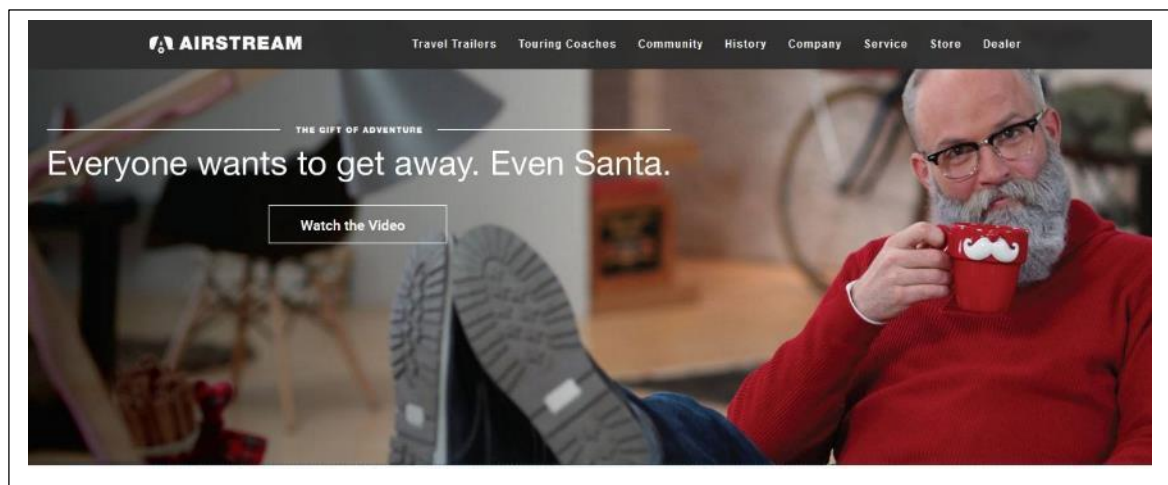 AIRSTREAM Travel Trailers Touring Coaches Community History Company Service Store Dealer
THE GIFT OF ADVENTURE
Everyone wants to get away. Even Santa.
Watch the Video